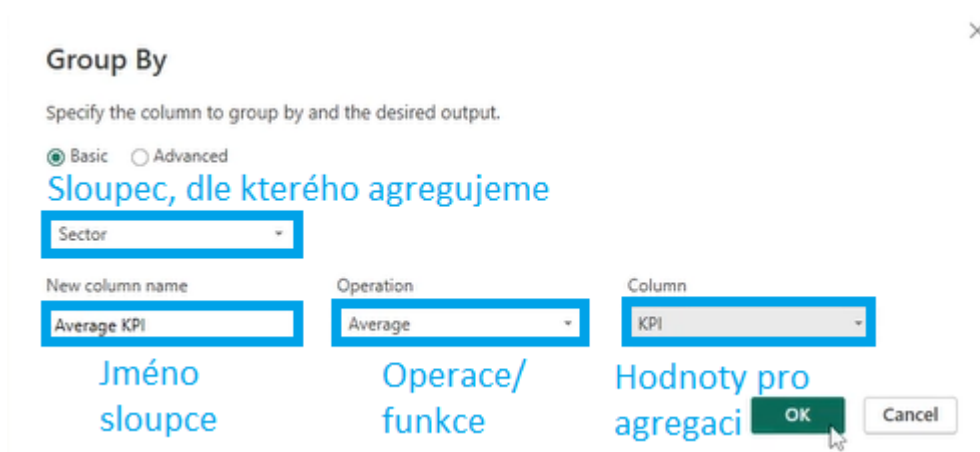 Group By
Specify the column to group by and the desired output.
Basic Advanced
Sloupec, dle kterého agregujeme
Sector
New column name Operation Column
Average KPI Average KPI
Jméno sloupce
Operace/ funkce
Hodnoty pro agregaci
OK Cancel